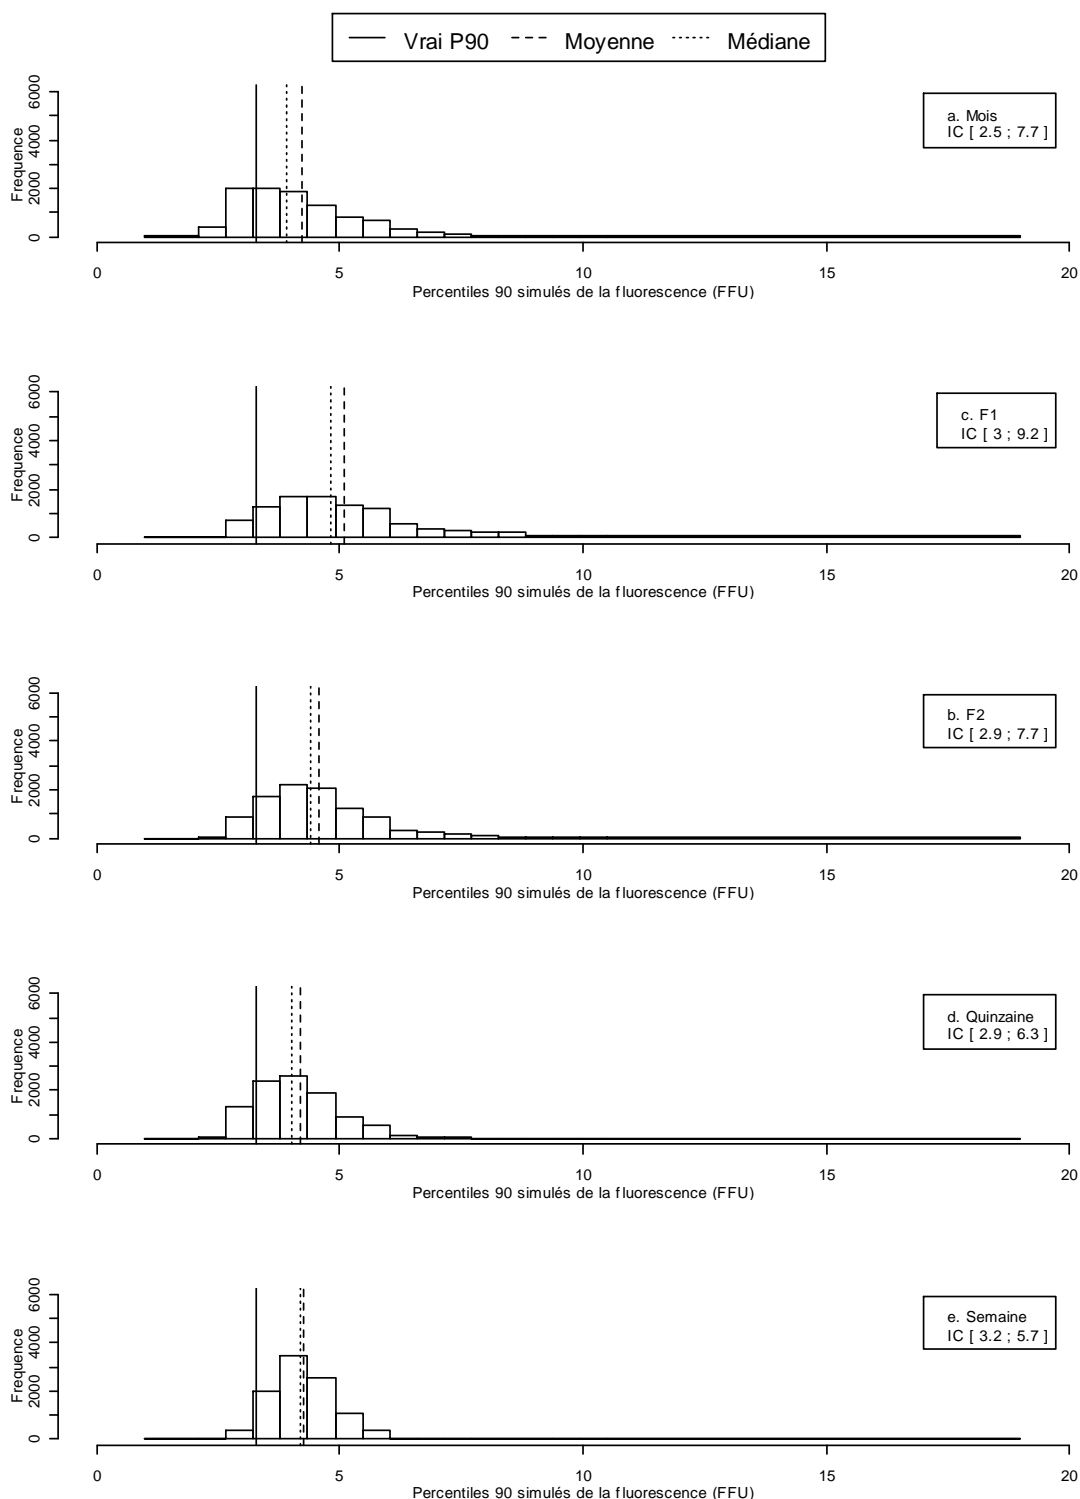 Vrai P90 Moyenne Médiane
Frequence
0 2000 4000 6000
a. Mois
IC [ 2.5 ; 7.7 ]
0 5 10 15 20
Percentiles 90 simulés de la fluorescence (FFU)
Frequence
0 2000 4000 6000
c. F1
IC [ 3 ; 9.2 ]
0 5 10 15 20
Percentiles 90 simulés de la fluorescence (FFU)
Frequence
0 2000 4000 6000
b. F2
IC [ 2.9 ; 7.7 ]
0 5 10 15 20
Percentiles 90 simulés de la fluorescence (FFU)
Frequence
0 2000 4000 6000
d. Quinzaine
IC [ 2.9 ; 6.3 ]
0 5 10 15 20
Percentiles 90 simulés de la fluorescence (FFU)
Frequence
0 2000 4000 6000
e. Semaine
IC [ 3.2 ; 5.7 ]
0 5 10 15 20
Percentiles 90 simulés de la fluorescence (FFU)